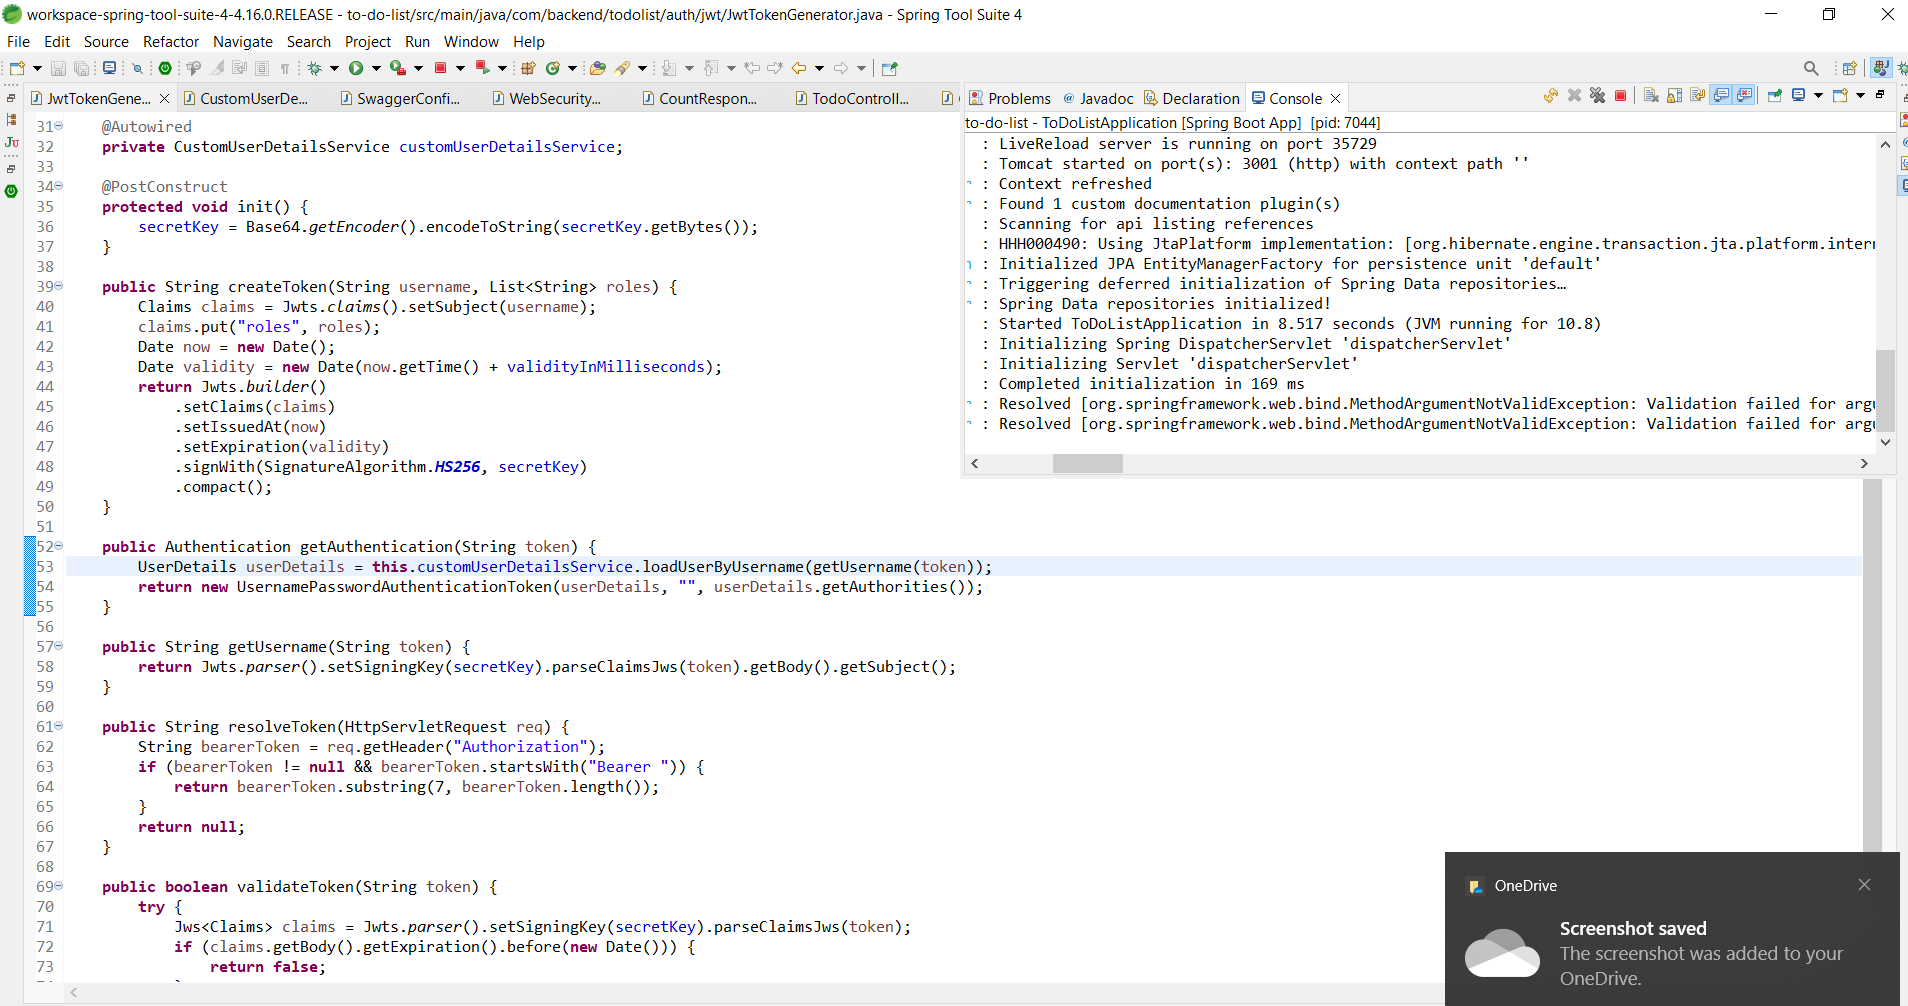 workspace-spring-tool-suite-4-4.16.0.RELEASE - to-do-list/src/main/java/com/backend/todolist/auth/jwt/JwtTokenGenerator.java - Spring Tool Suite 4
File Edit Source Refactor Navigate Search Project Run Window Help
JwtTokenGene... CustomUserDe... SwaggerConfi... WebSecurity... CountRespon... TodoControll...
31 @Autowired
32 private CustomUserDetailsService customUserDetailsService;
33
34 @PostConstruct
35 protected void init() {
36 secretKey = Base64.getEncoder().encodeToString(secretKey.getBytes());
37 }
38
39 public String createToken(String username, List<String> roles) {
40 Claims claims = Jwts.claims().setSubject(username);
41 claims.put("roles", roles);
42 Date now = new Date();
43 Date validity = new Date(now.getTime() + validityInMilliseconds);
44 return Jwts.builder()
45 .setClaims(claims)
46 .setIssuedAt(now)
47 .setExpiration(validity)
48 .signWith(SignatureAlgorithm.HS256, secretKey)
49 .compact();
50 }
51
52 public Authentication getAuthentication(String token) {
53 UserDetails userDetails = this.customUserDetailsService.loadUserByUsername(getUsername(token));
54 return new UsernamePasswordAuthenticationToken(userDetails, "", userDetails.getAuthorities());
55 }
56
57 public String getUsername(String token) {
58 return Jwts.parser().setSigningKey(secretKey).parseClaimsJws(token).getBody().getSubject();
59 }
60
61 public String resolveToken(HttpServletRequest req) {
62 String bearerToken = req.getHeader("Authorization");
63 if (bearerToken != null && bearerToken.startsWith("Bearer ")) {
64 return bearerToken.substring(7, bearerToken.length());
65 }
66 return null;
67 }
68
69 public boolean validateToken(String token) {
70 try {
71 Jws<Claims> claims = Jwts.parser().setSigningKey(secretKey).parseClaimsJws(token);
72 if (claims.getBody().getExpiration().before(new Date())) {
73 return false;
Problems @ Javadoc Declaration Console
to-do-list - ToDoListApplication [Spring Boot App] [pid: 7044]
: LiveReload server is running on port 35729
: Tomcat started on port(s): 3001 (http) with context path ''
: Context refreshed
: Found 1 custom documentation plugin(s)
: Scanning for api listing references
: HHH000490: Using JtaPlatform implementation: [org.hibernate.engine.transaction.jta.platform.inter
: Initialized JPA EntityManagerFactory for persistence unit 'default'
: Triggering deferred initialization of Spring Data repositories…
: Spring Data repositories initialized!
: Started ToDoListApplication in 8.517 seconds (JVM running for 10.8)
: Initializing Spring DispatcherServlet 'dispatcherServlet'
: Initializing Servlet 'dispatcherServlet'
: Completed initialization in 169 ms
: Resolved [org.springframework.web.bind.MethodArgumentNotValidException: Validation failed for arg
: Resolved [org.springframework.web.bind.MethodArgumentNotValidException: Validation failed for arg
OneDrive
Screenshot saved
The screenshot was added to your
OneDrive.